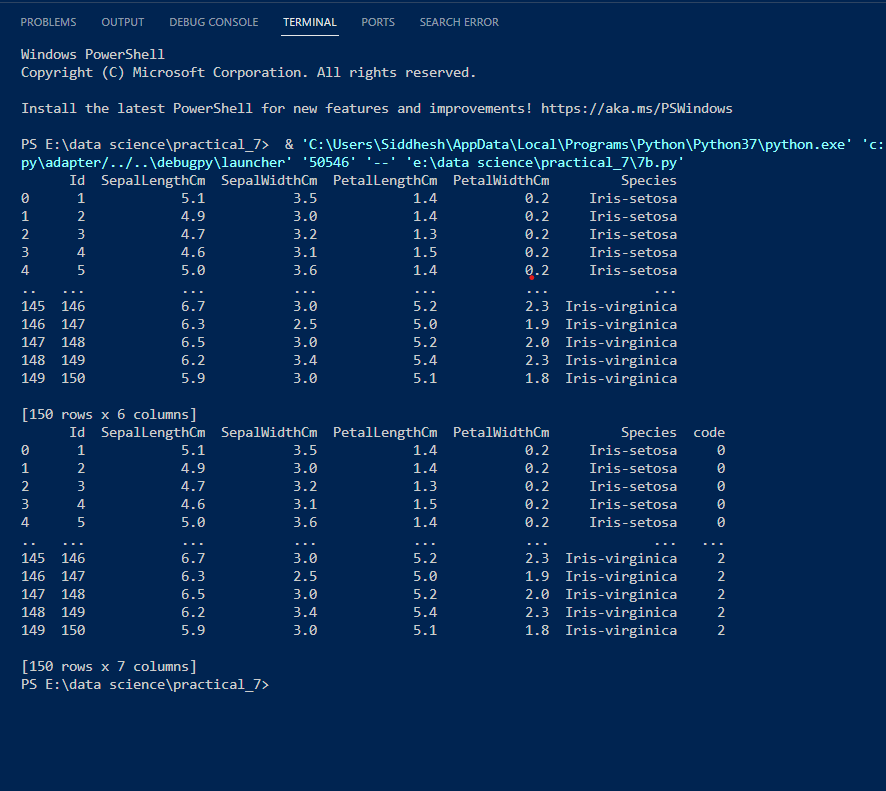 PROBLEMS OUTPUT DEBUG CONSOLE TERMINAL PORTS SEARCH ERROR
Windows PowerShell
Copyright (C) Microsoft Corporation. All rights reserved.
Install the latest PowerShell for new features and improvements! https://aka.ms/PSWindows
PS E:\data science\practical_7>  & 'C:\Users\Siddhesh\AppData\Local\Programs\Python\Python37\python.exe' 'c:
py\adapter/../..\debugpy\launcher' '50546' '--' 'e:\data science\practical_7\7b.py'
      Id  SepalLengthCm  SepalWidthCm  PetalLengthCm  PetalWidthCm         Species
0      1            5.1           3.5            1.4           0.2     Iris-setosa
1      2            4.9           3.0            1.4           0.2     Iris-setosa
2      3            4.7           3.2            1.3           0.2     Iris-setosa
3      4            4.6           3.1            1.5           0.2     Iris-setosa
4      5            5.0           3.6            1.4           0.2     Iris-setosa
..   ...            ...           ...            ...           ...             ...
145  146            6.7           3.0            5.2           2.3  Iris-virginica
146  147            6.3           2.5            5.0           1.9  Iris-virginica
147  148            6.5           3.0            5.2           2.0  Iris-virginica
148  149            6.2           3.4            5.4           2.3  Iris-virginica
149  150            5.9           3.0            5.1           1.8  Iris-virginica
[150 rows x 6 columns]
      Id  SepalLengthCm  SepalWidthCm  PetalLengthCm  PetalWidthCm         Species  code
0      1            5.1           3.5            1.4           0.2     Iris-setosa     0
1      2            4.9           3.0            1.4           0.2     Iris-setosa     0
2      3            4.7           3.2            1.3           0.2     Iris-setosa     0
3      4            4.6           3.1            1.5           0.2     Iris-setosa     0
4      5            5.0           3.6            1.4           0.2     Iris-setosa     0
..   ...            ...           ...            ...           ...             ...   ...
145  146            6.7           3.0            5.2           2.3  Iris-virginica     2
146  147            6.3           2.5            5.0           1.9  Iris-virginica     2
147  148            6.5           3.0            5.2           2.0  Iris-virginica     2
148  149            6.2           3.4            5.4           2.3  Iris-virginica     2
149  150            5.9           3.0            5.1           1.8  Iris-virginica     2
[150 rows x 7 columns]
PS E:\data science\practical_7>